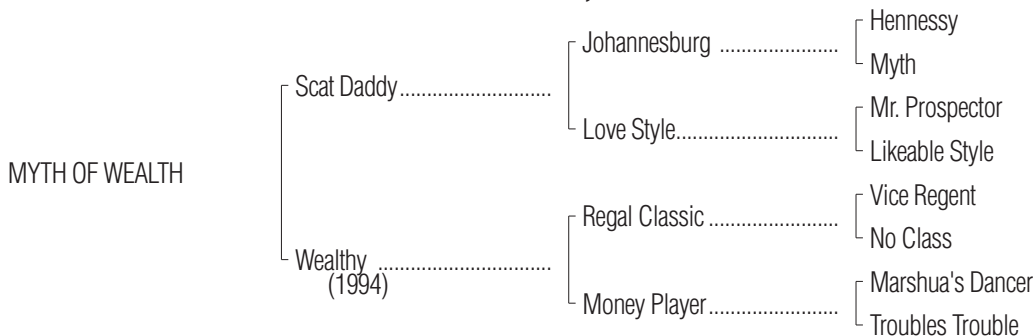 Hennessy
Johannesburg ........................
Myth
Scat Daddy.............................
Mr. Prospector
Love Style.................................
Likeable Style
MYTH OF WEALTH
Vice Regent
Regal Classic ..........................
No Class
Wealthy .................................
(1994)
Marshua's Dancer
Money Player...........................
Troubles Trouble